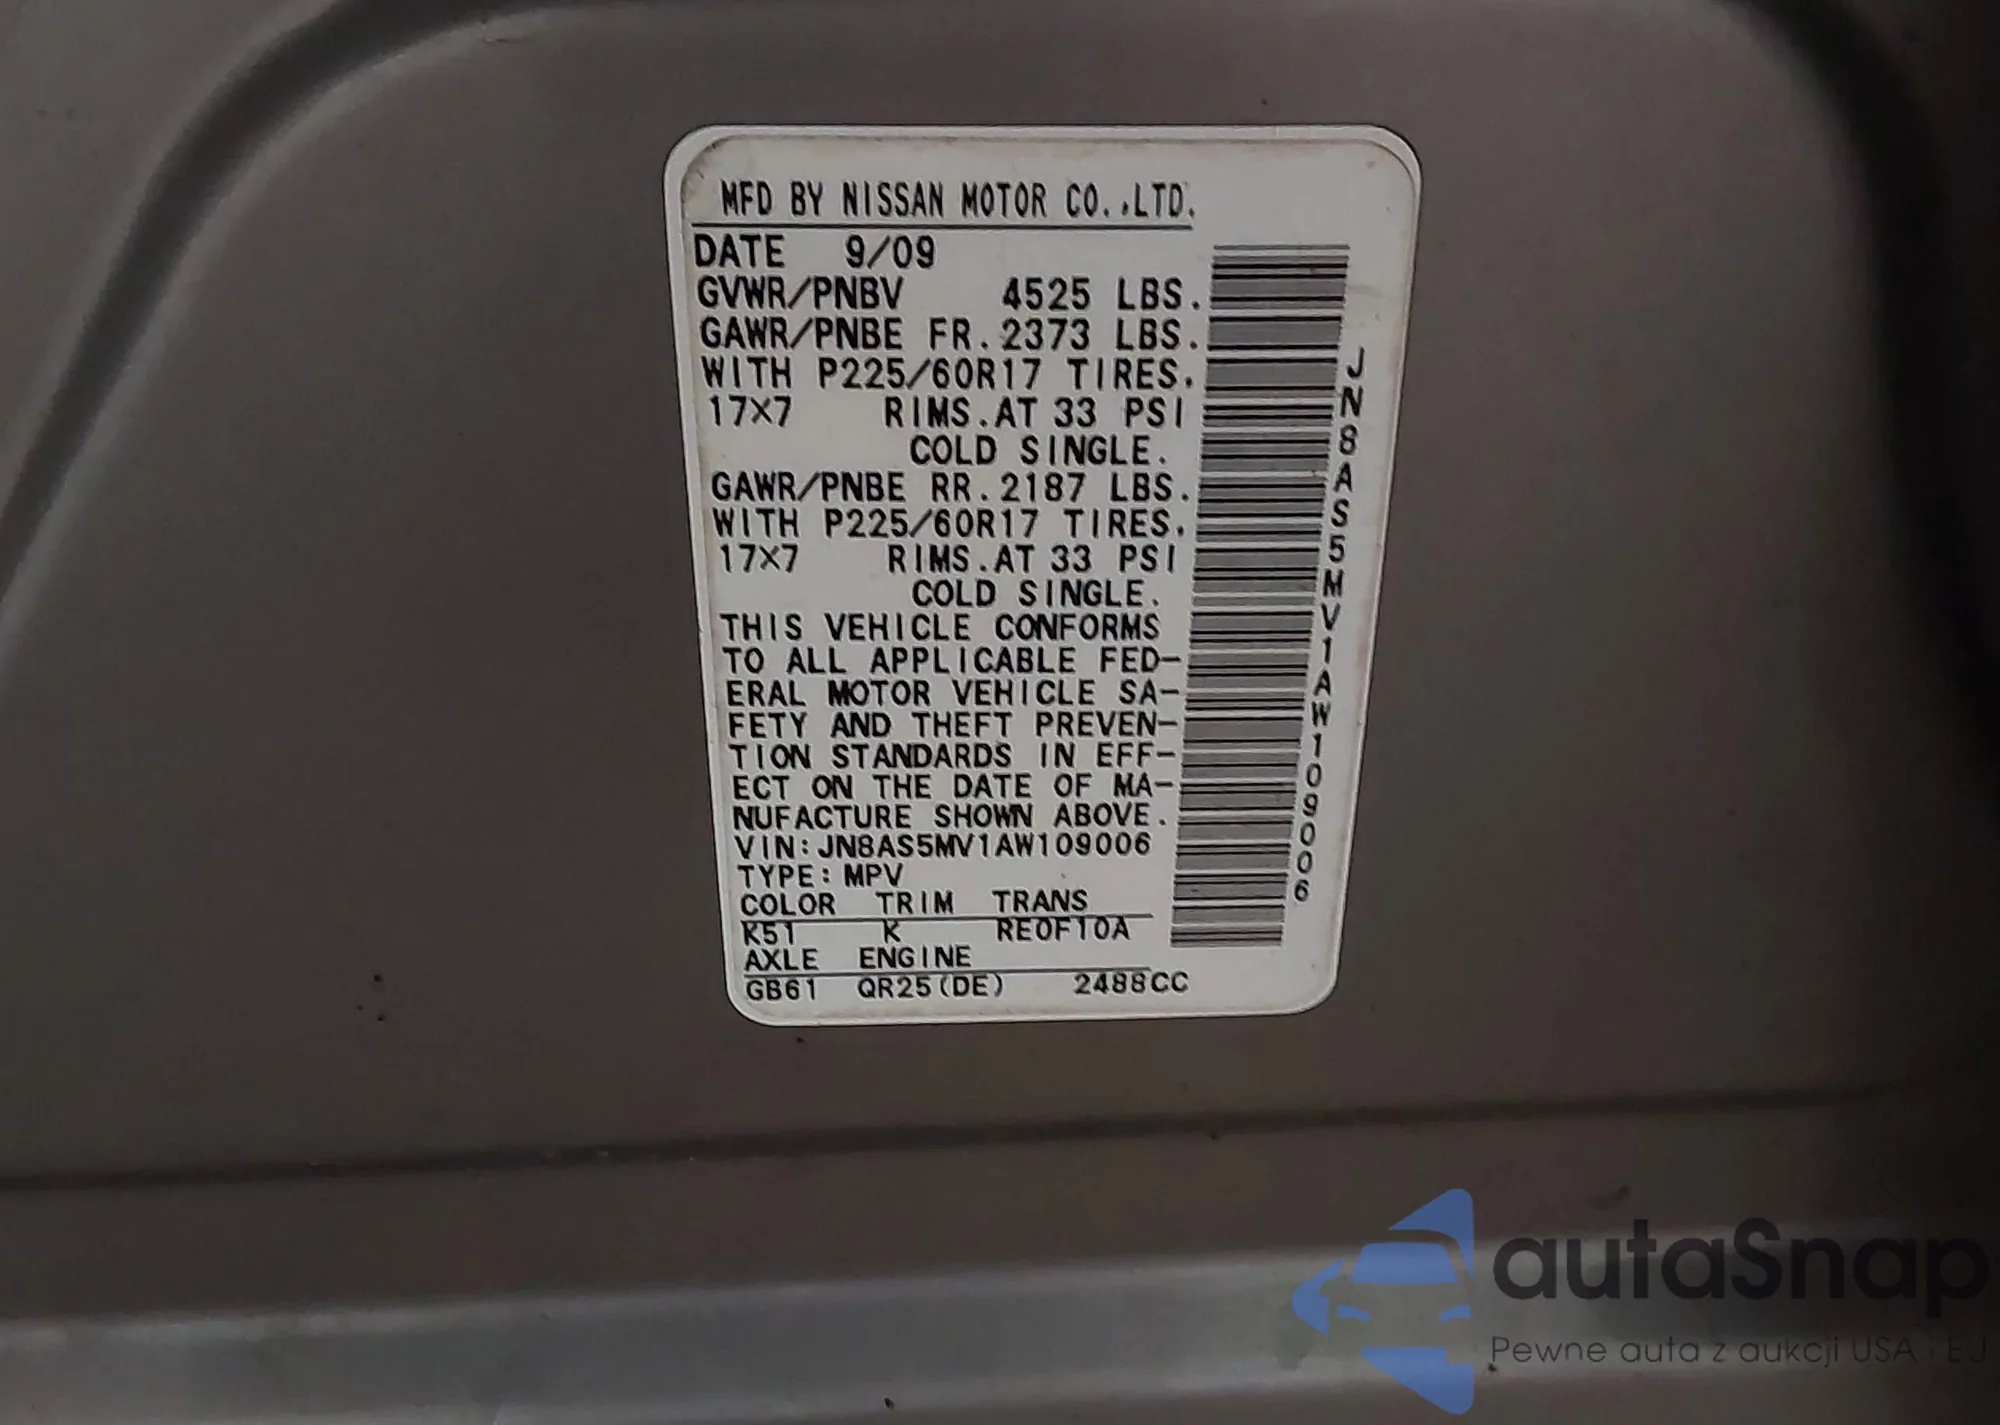 MFD BY NISSAN MOTOR CO.,LTD.
DATE 9/09
GVWR/PNBV 4525 LBS.
GAWR/PNBE FR. 2373 LBS.
WITH P225/60R17 TIRES.
17X7 RIMS. AT 33 PSI
COLD SINGLE.
GAWR/PNBE RR. 2187 LBS.
WITH P225/60R17 TIRES.
17X7 RIMS. AT 33 PSI
COLD SINGLE.
THIS VEHICLE CONFORMS
TO ALL APPLICABLE FED-
ERAL MOTOR VEHICLE SA-
FETY AND THEFT PREVEN-
TION STANDARDS IN EFF-
ECT ON THE DATE OF MA-
NUFACTURE SHOWN ABOVE.
VIN: JN8AS5MV1AW109006
TYPE: MPV
COLOR TRIM TRANS
K51 K RE0F10A
AXLE ENGINE
GB61 QR25(DE) 2488CC
JN8AS5MV1AW109006
autaSnap
Pewne auta z aukcji USA i EU